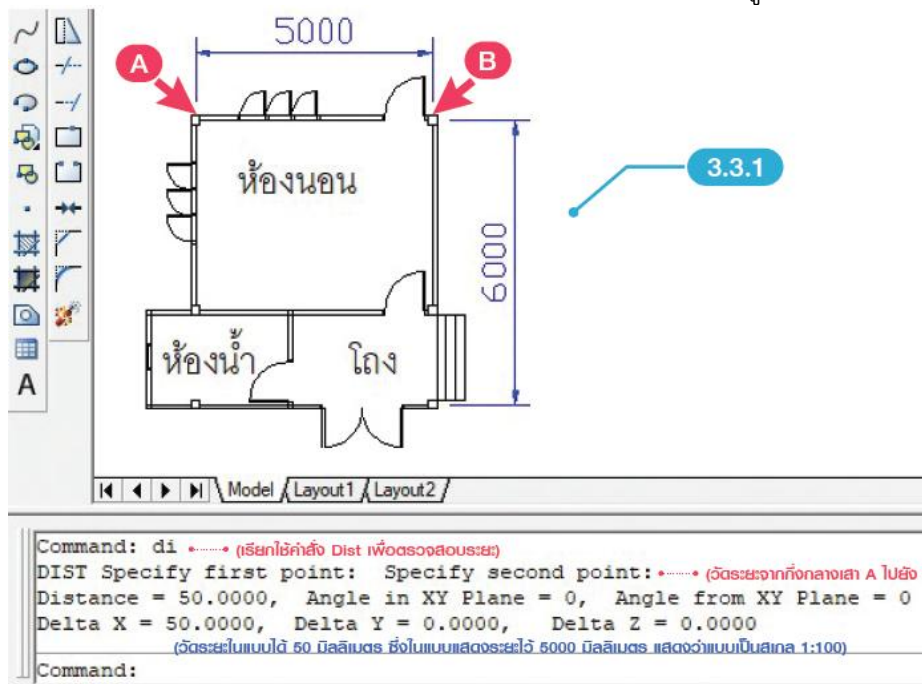 5000
A
B
3.3.1
ห้องนอน
6000
ห้องน้ำ
โถง
A
Model Layout1 Layout2
Command: di (เรียกใช้คำสั่ง Dist เพื่อตรวจสอบระยะ)
DIST Specify first point: Specify second point: (วัดระยะจากกึ่งกลางเสา A ไปยัง
Distance = 50.0000, Angle in XY Plane = 0, Angle from XY Plane = 0
Delta X = 50.0000, Delta Y = 0.0000, Delta Z = 0.0000
(วัดระยะในแบบได้ 50 มิลลิเมตร ซึ่งในแบบแสดงระยะไว้ 5000 มิลลิเมตร แสดงว่าแบบเป็นสเกล 1:100)
Command: